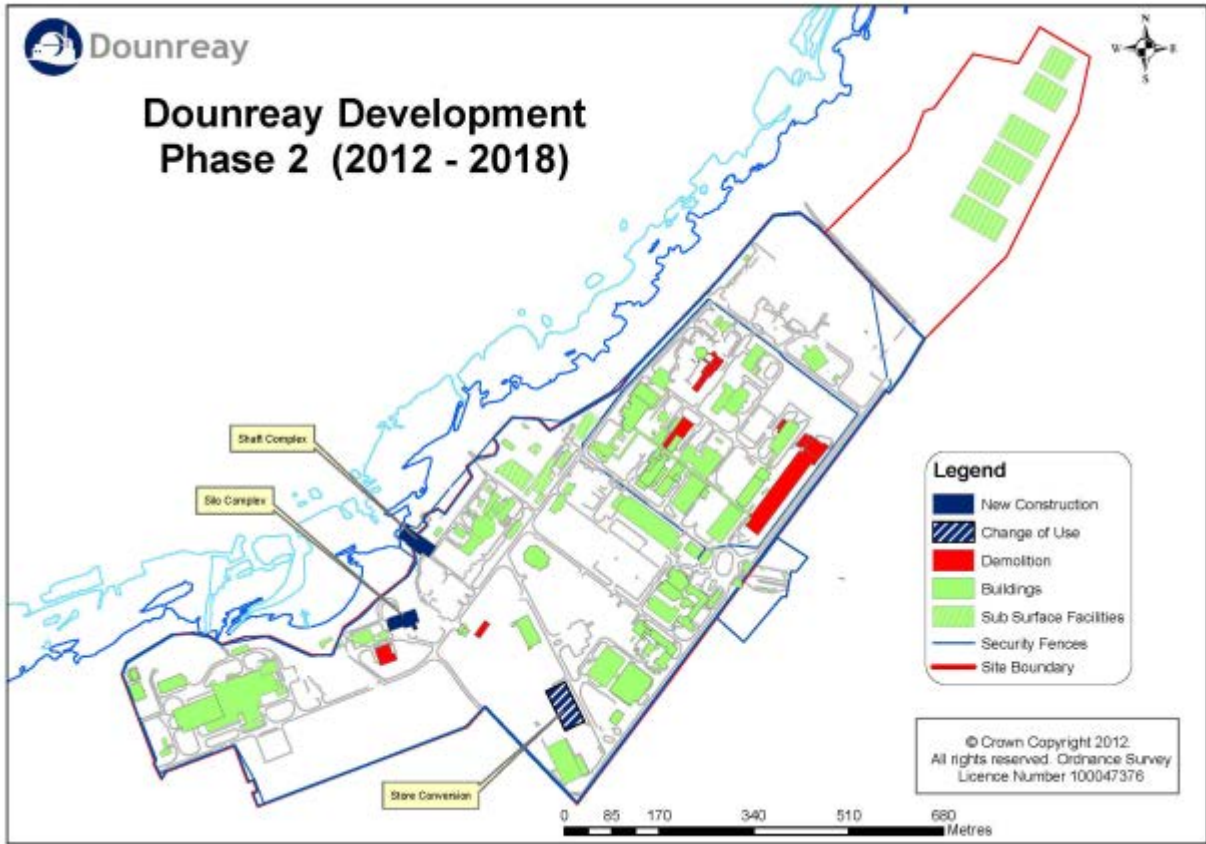 Dounreay
Dounreay Development
Phase 2 (2012 - 2018)
N
W E
S
Shaft Complex
Silo Complex
Store Conversion
Legend
New Construction
Change of Use
Demolition
Buildings
Sub Surface Facilities
Security Fences
Site Boundary
© Crown Copyright 2012.
All rights reserved. Ordnance Survey
Licence Number 100047376
0 85 170 340 510 680
Metres